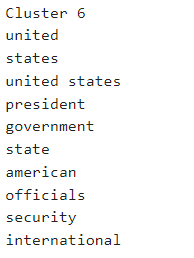 Cluster 6
united
states
united states
president
government
state
american
officials
security
international